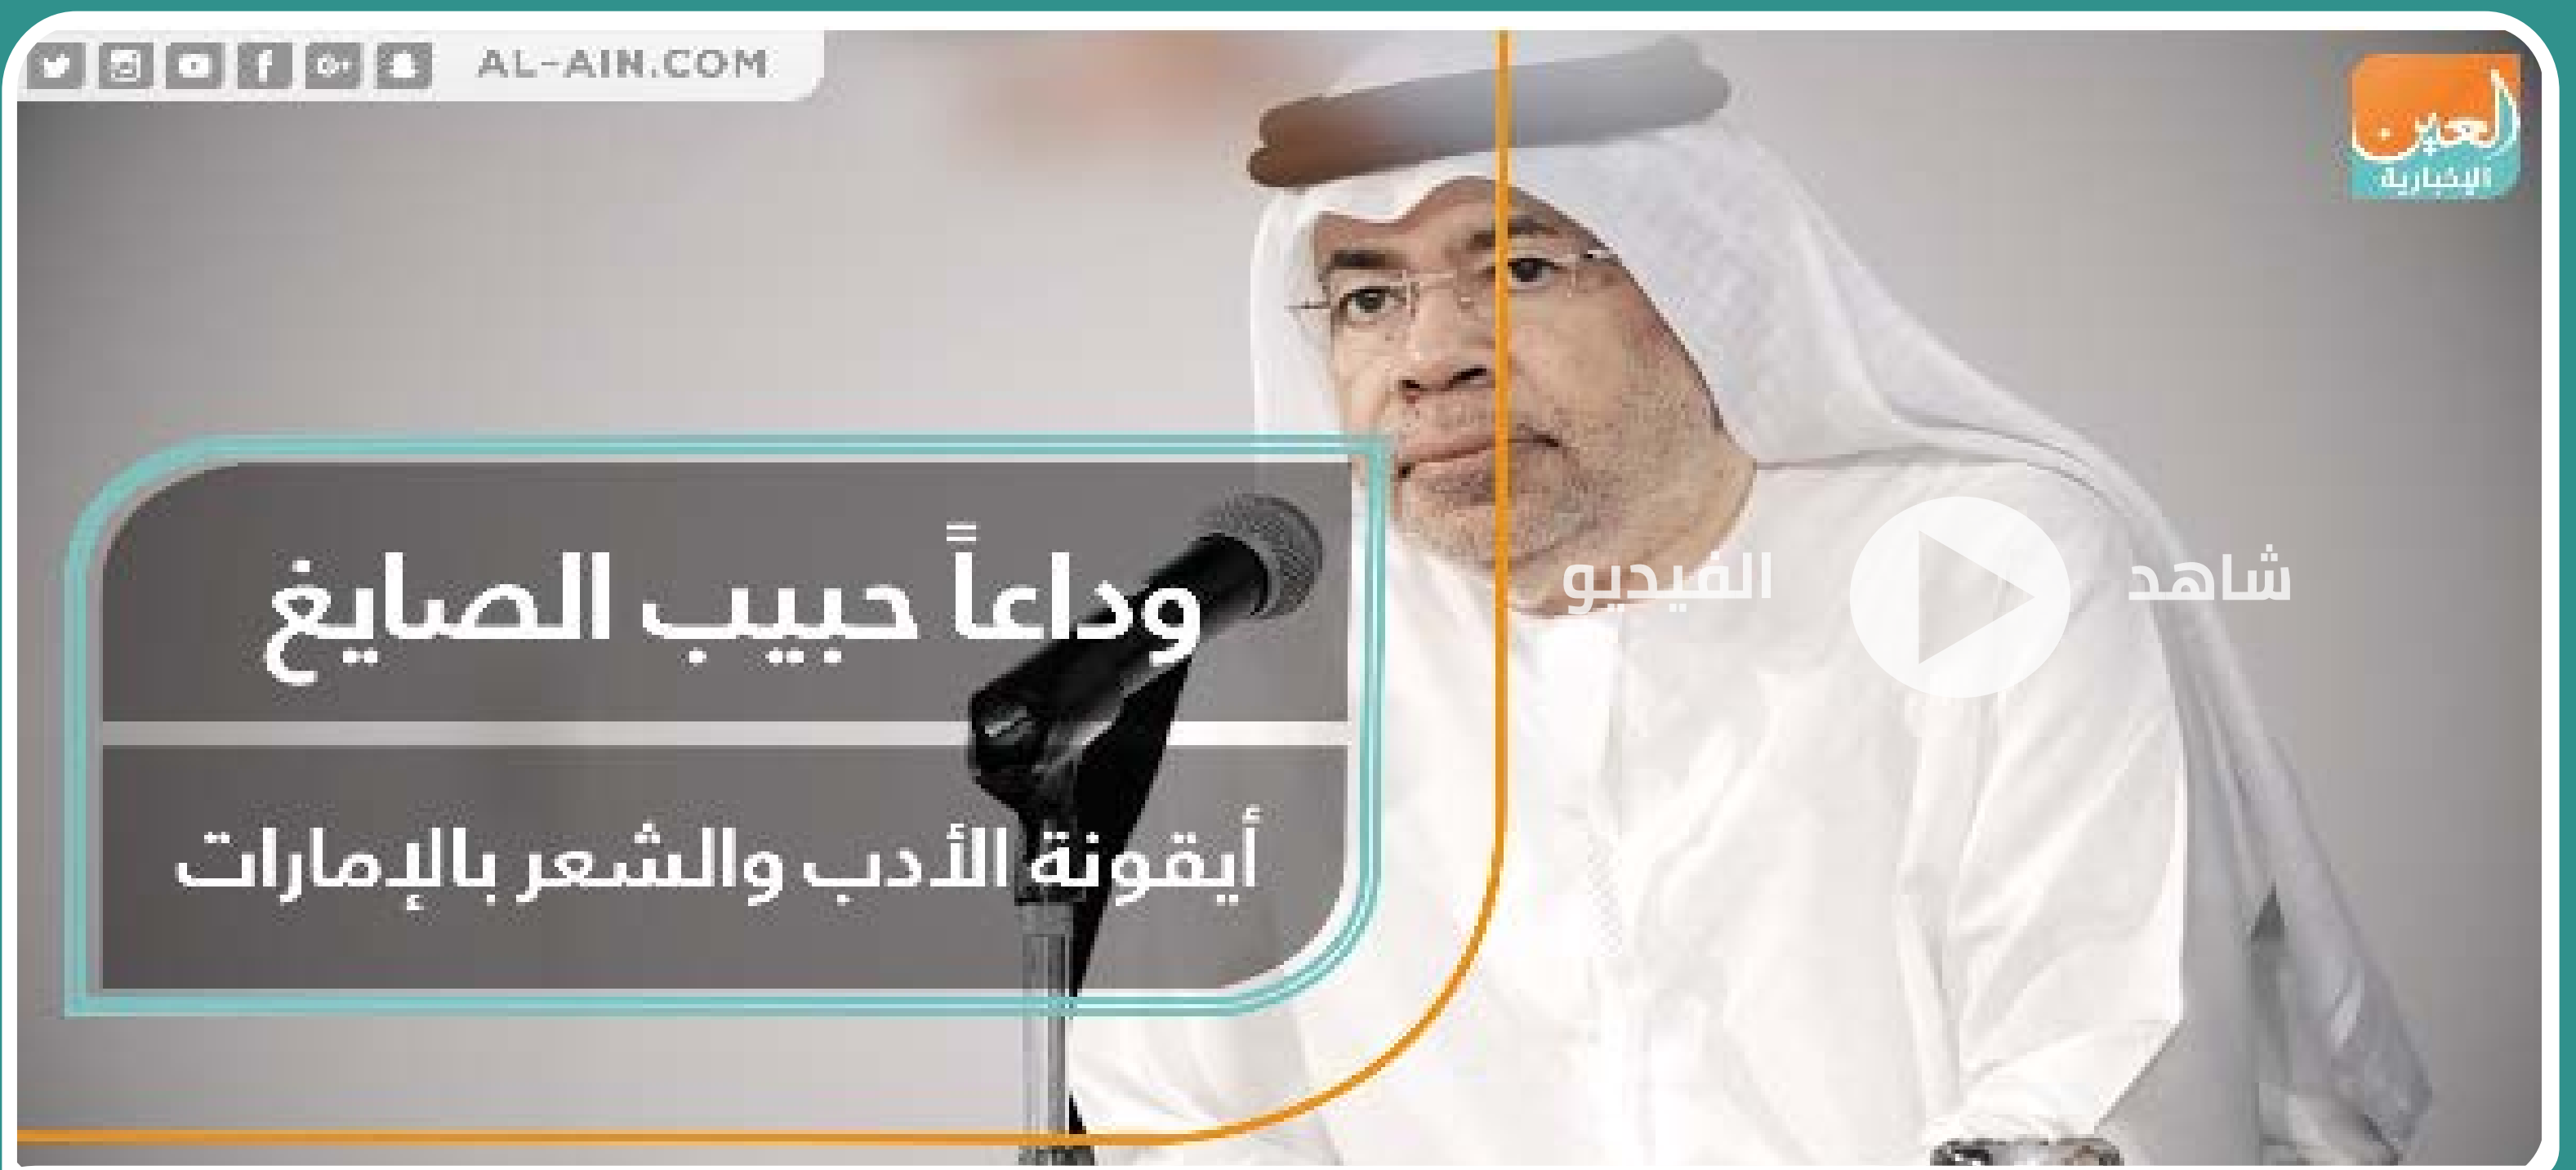 AL-AIN.COM
العين
الإخبارية
شاهد الفيديو
وداعاً حبيب الصايغ
أيقونة الأدب والشعر بالإمارات